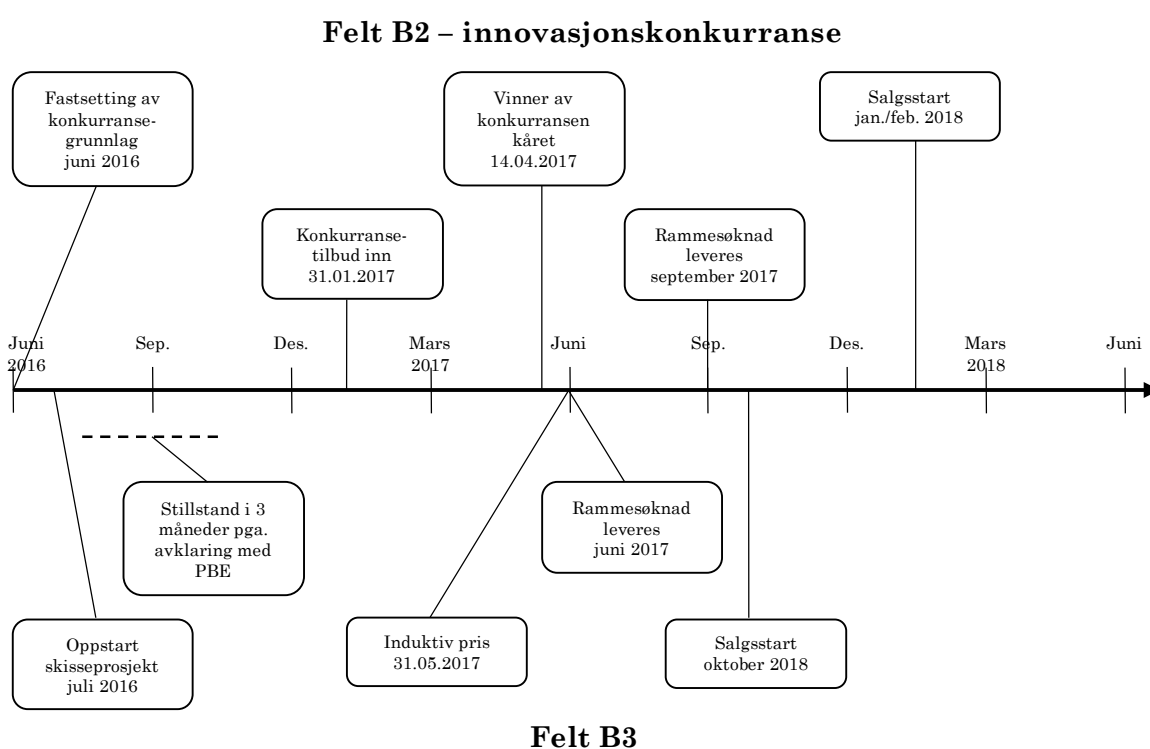 Felt B2 – innovasjonskonkurranse
Fastsetting av
konkurranse-
grunnlag
juni 2016
Vinner av
konkurransen
kåret
14.04.2017
Salgsstart
jan./feb. 2018
Konkurranse-
tilbud inn
31.01.2017
Rammesøknad
leveres
september 2017
Juni
2016
Sep.
Des.
Mars
2017
Juni
Sep.
Des.
Mars
2018
Juni
Stillstand i 3
måneder pga.
avklaring med
PBE
Rammesøknad
leveres
juni 2017
Oppstart
skisseprosjekt
juli 2016
Induktiv pris
31.05.2017
Salgsstart
oktober 2018
Felt B3